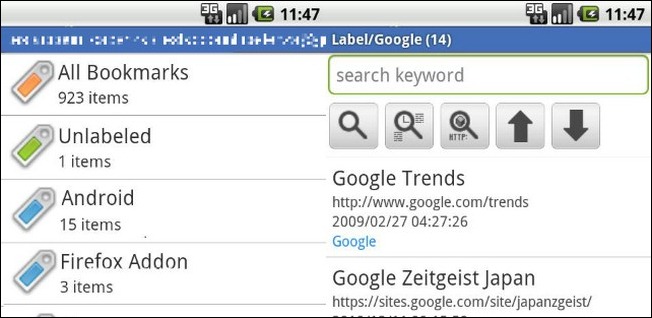 3G 11:47
All Bookmarks
923 items
Unlabeled
1 items
Android
15 items
Firefox Addon
3 items
3G 11:47
Label/Google (14)
search keyword
HTTP:
Google Trends
http://www.google.com/trends
2009/02/27 04:27:26
Google
Google Zeitgeist Japan
https://sites.google.com/site/japanzgeist/